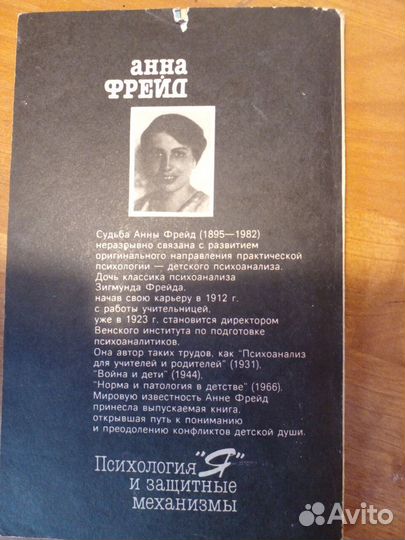 анна
ФРЕЙД
Судьба Анны Фрейд (1895—1982)
неразрывно связана с развитием
оригинального направления практической
психологии — детского психоанализа.
Дочь классика психоанализа
Зигмунда Фрейда.
начав свою карьеру в 1912 г.
с работы учительницей.
уже в 1923 г. становится директором
Венского института по подготовке
психоаналитиков.
Она автор таких трудов, как "Психоанализ
для учителей и родителей" (1931).
"Война и дети" (1944).
"Норма и патология в детстве" (1966).
Мировую известность Анне Фрейд
принесла выпускаемая книга.
открывшая путь к пониманию
и преодолению конфликтов детской души.
Психология "Я"
и защитные
механизмы
Avito